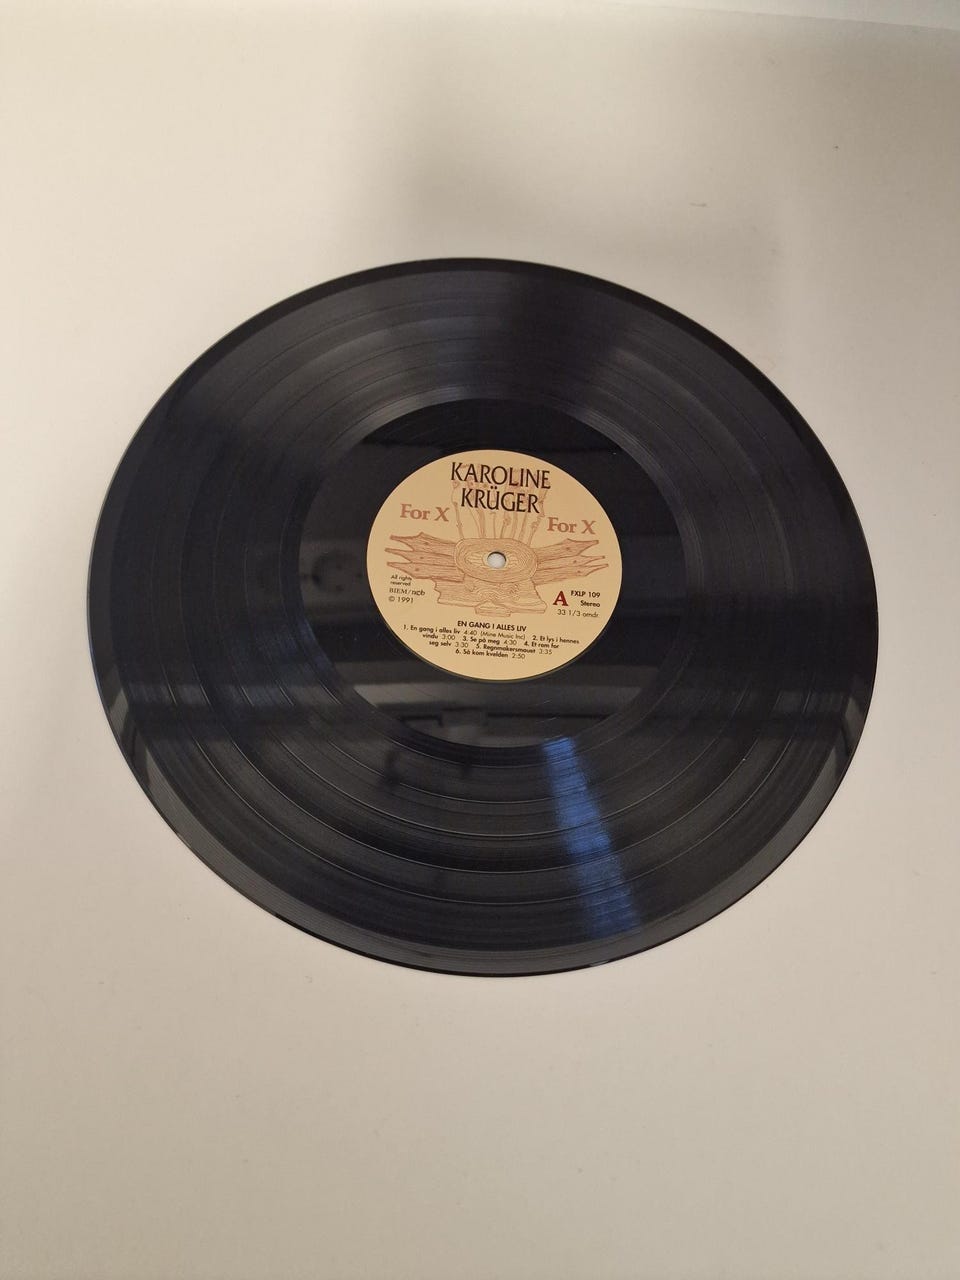 KAROLINE
KRÜGER
For X
For X
All rights
reserved
BIEM/ncb
© 1991
A
FXLP 109
Stereo
33 1/3 omdr.
EN GANG I ALLES LIV
1. En gang i alles liv 4:40 (Mine Music Inc) 2. Et lys i hennes
vindu 3:00 3. Se på meg 4:30 4. Et rom for
seg selv 3:30 5. Regnmakersmauet 3:35
6. Så kom kvelden 2:50